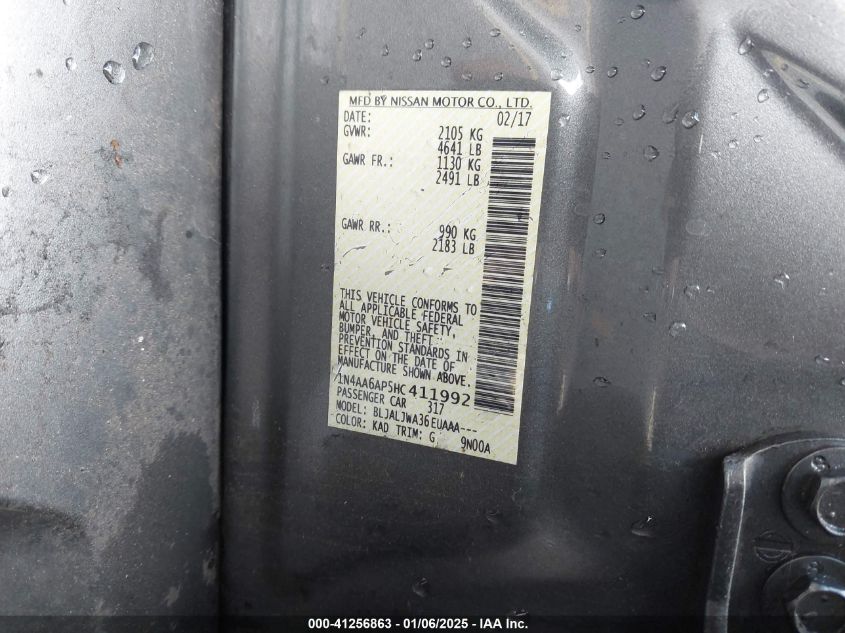 MFD BY NISSAN MOTOR CO., LTD.
DATE: 02/17
GVWR: 2105 KG
4641 LB
GAWR FR.: 1130 KG
2491 LB
GAWR RR.: 990 KG
2183 LB
THIS VEHICLE CONFORMS TO
ALL APPLICABLE FEDERAL
MOTOR VEHICLE SAFETY,
BUMPER, AND THEFT
PREVENTION STANDARDS IN
EFFECT ON THE DATE OF
MANUFACTURE SHOWN ABOVE.
1N4AA6AP5HC411992
PASSENGER CAR 317
MODEL: BLJALJWA36EUAAA---
COLOR: KAD TRIM: G 9N00A
000-41256863 - 01/06/2025 - IAA Inc.